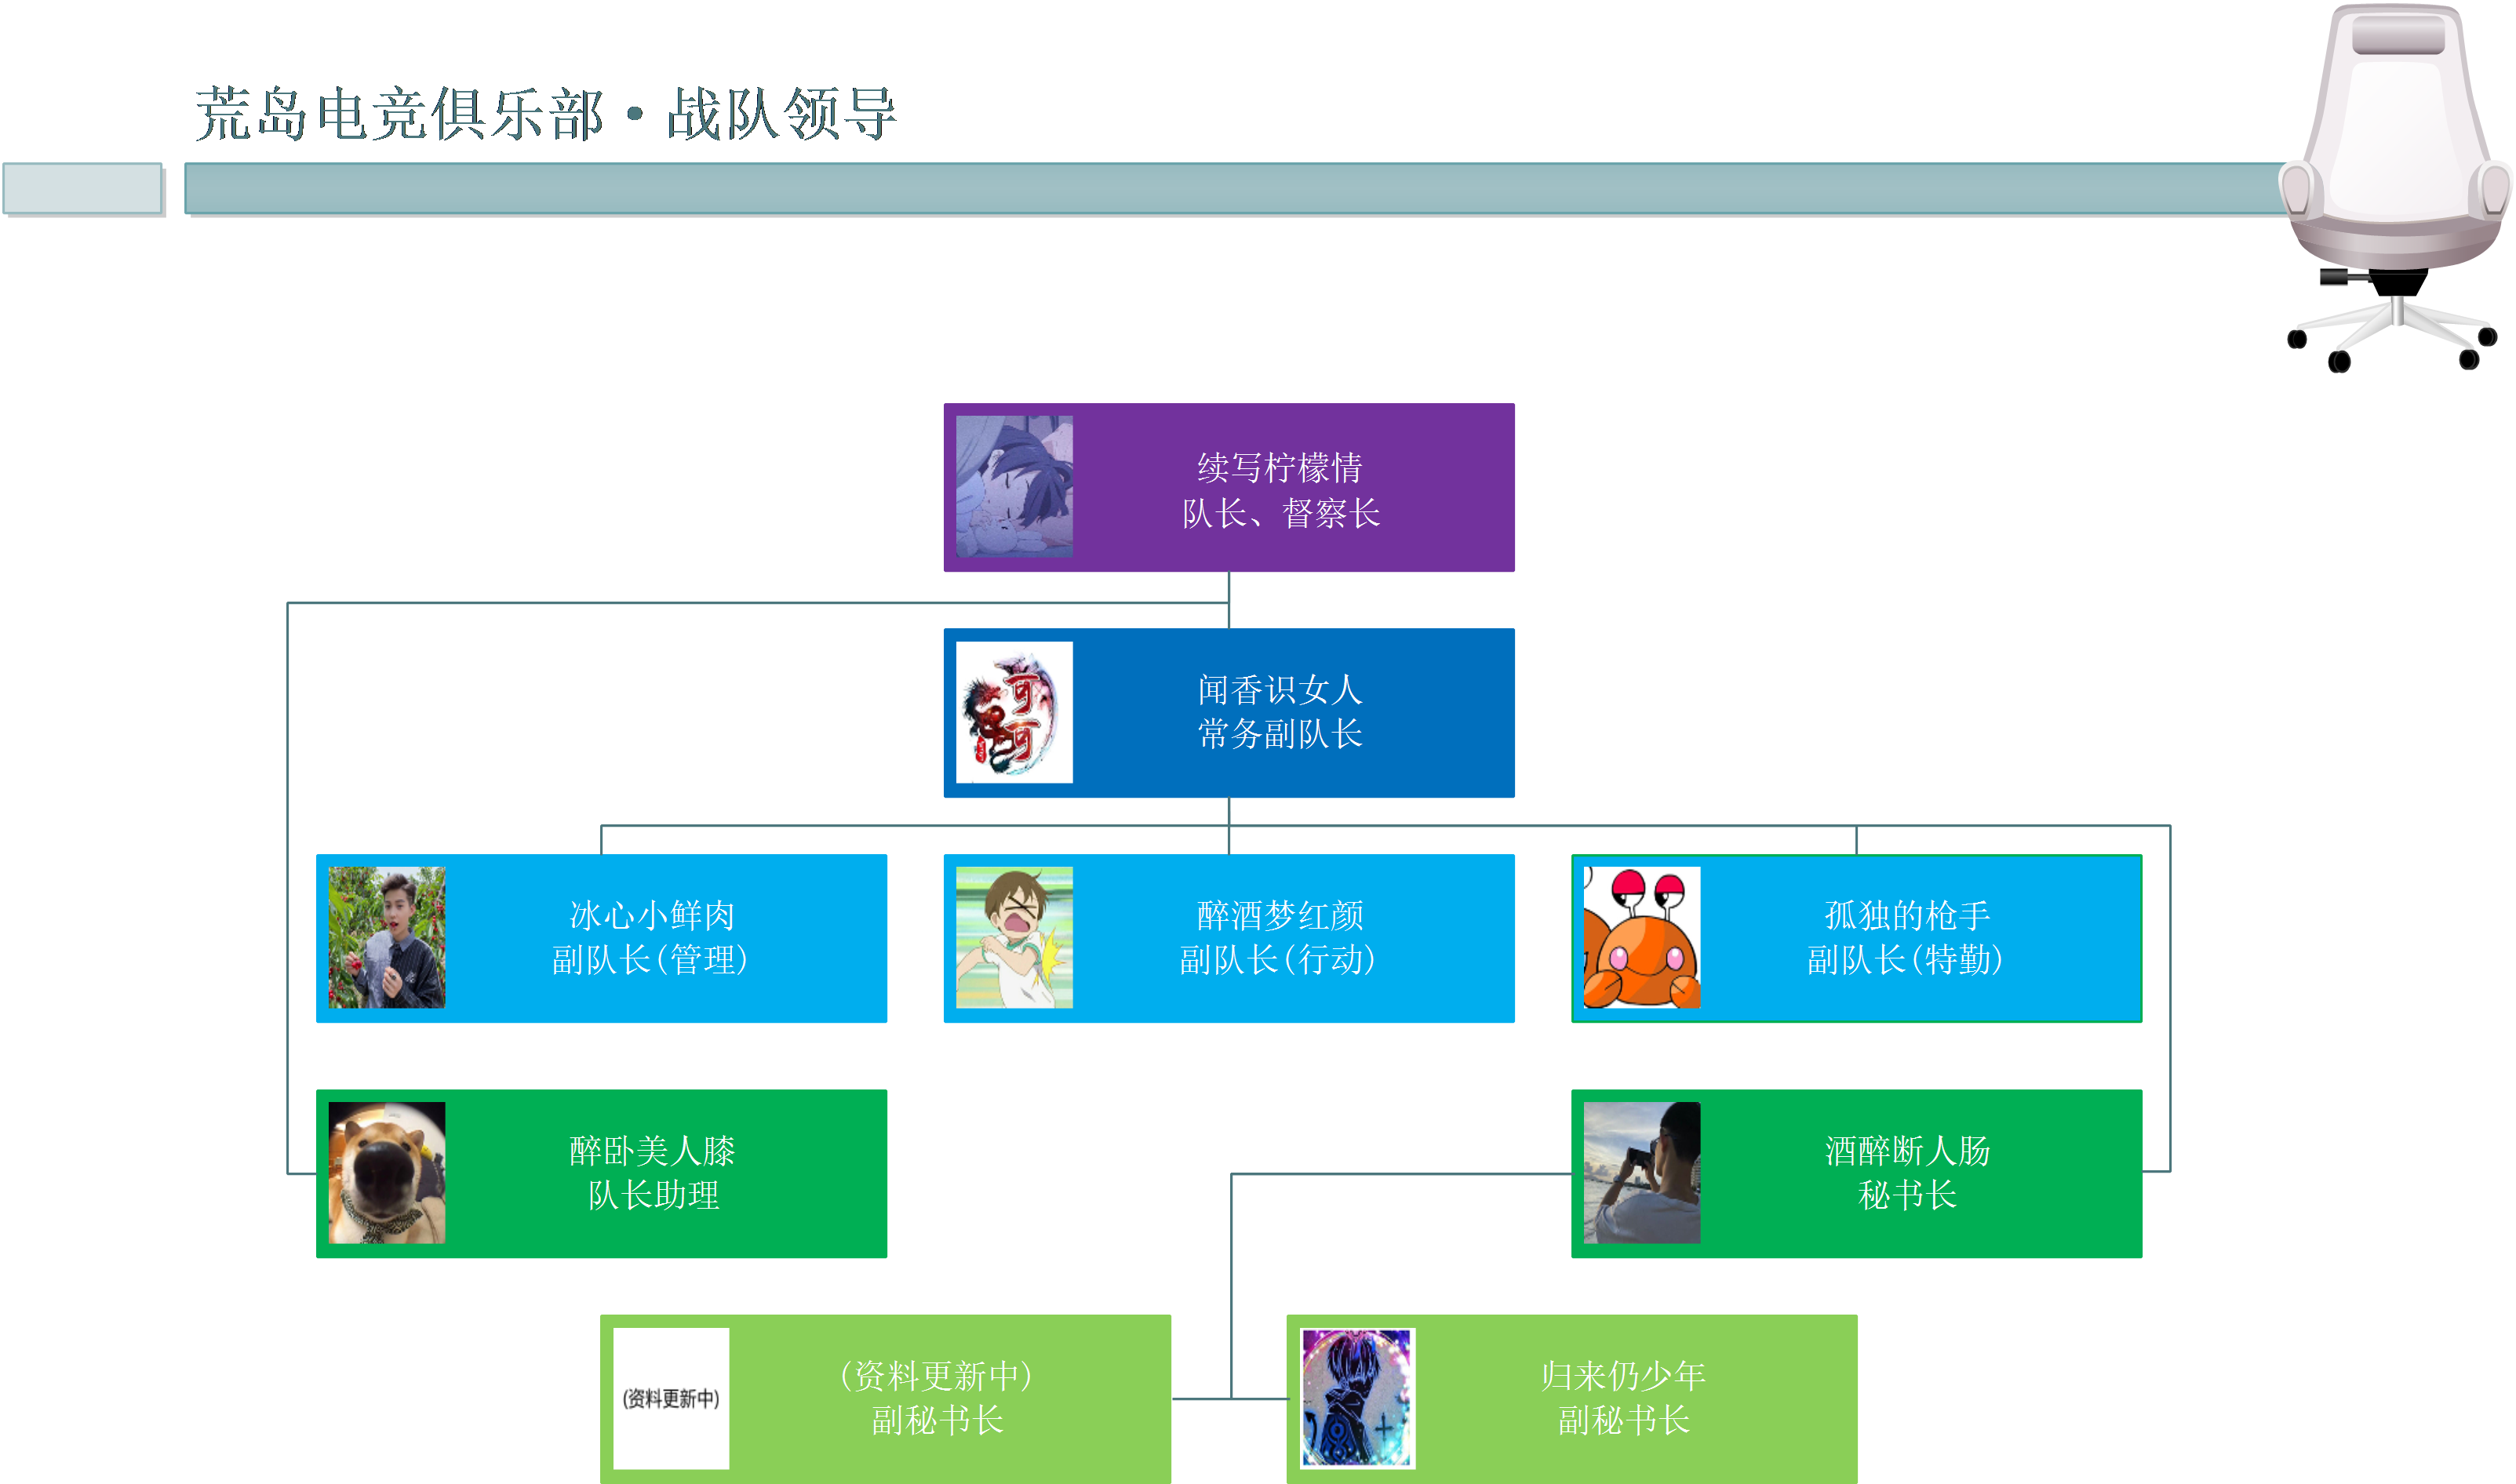 荒岛电竞俱乐部·战队领导
续写柠檬情
队长、督察长
可可
闻香识女人
常务副队长
冰心小鲜肉
副队长(管理)
醉酒梦红颜
副队长(行动)
孤独的枪手
副队长(特勤)
醉卧美人膝
队长助理
酒醉断人肠
秘书长
(资料更新中)
(资料更新中)
副秘书长
归来仍少年
副秘书长